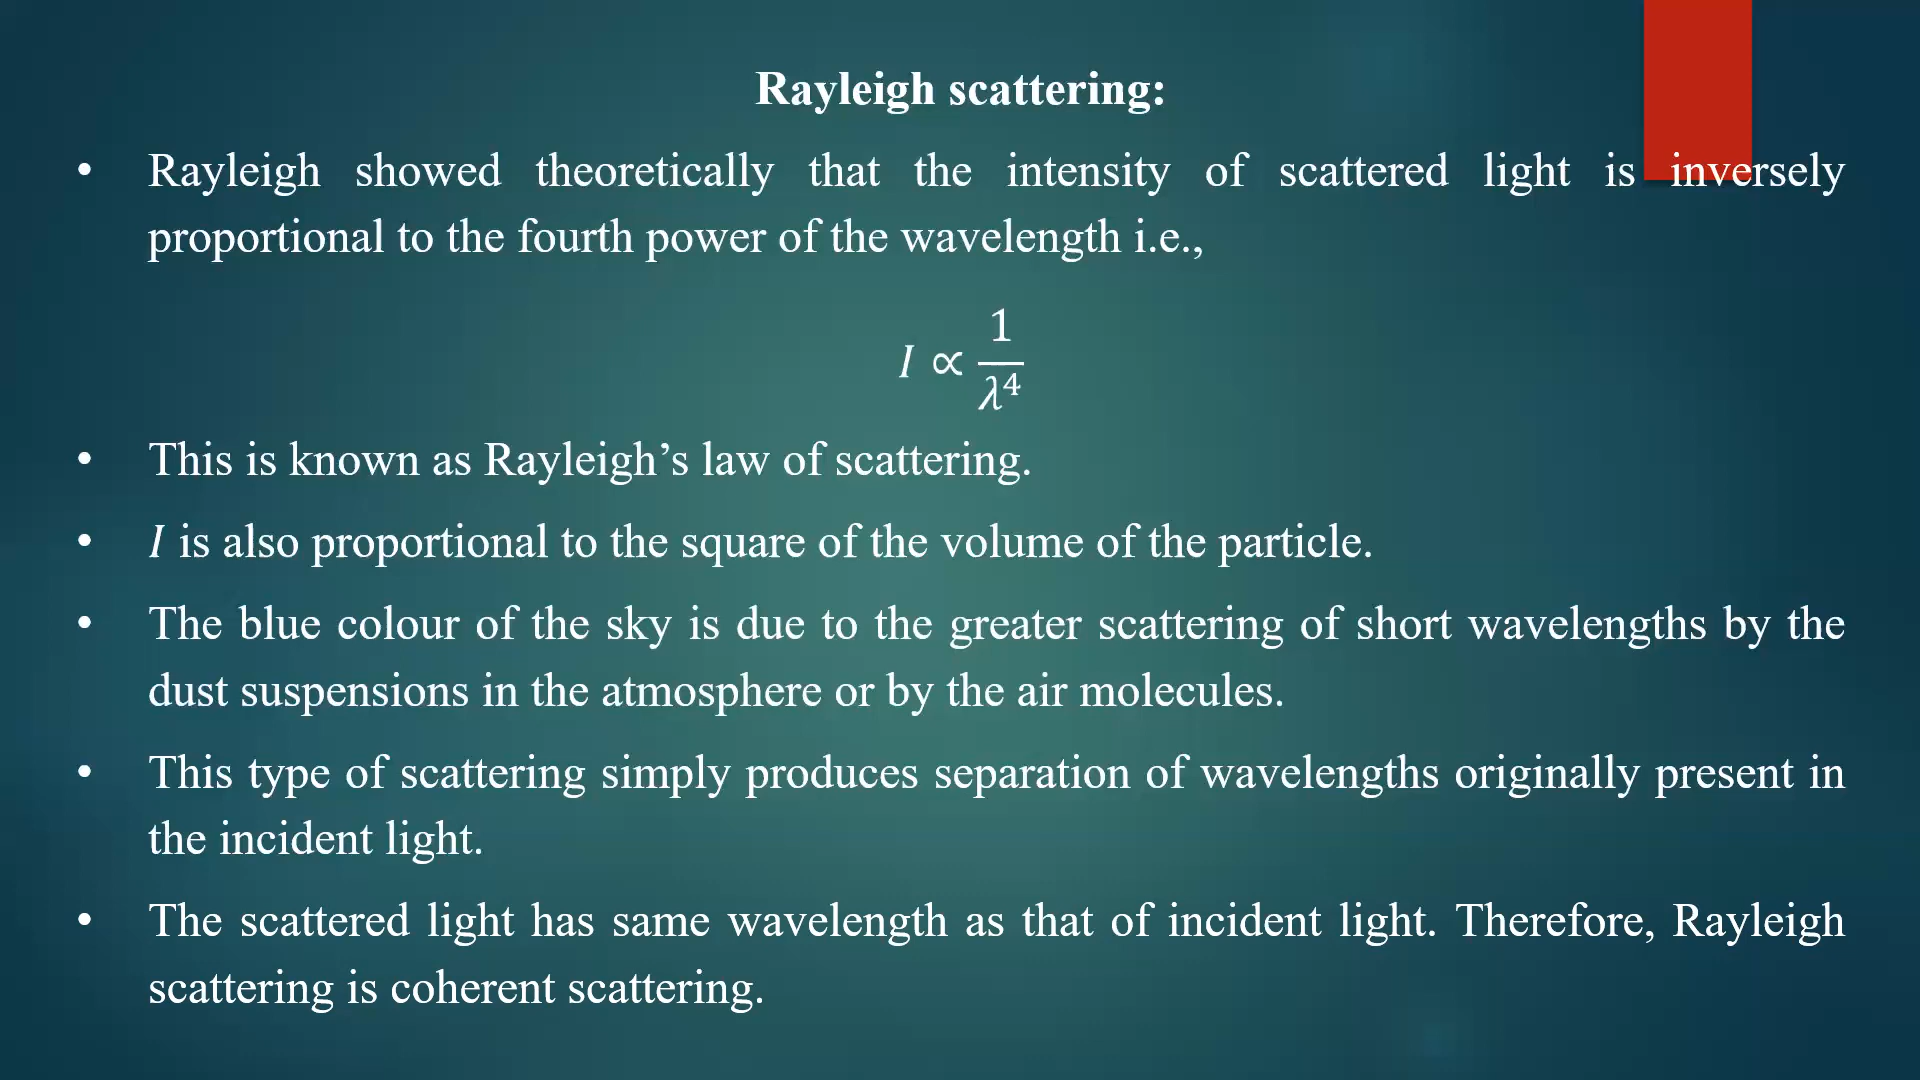 Rayleigh scattering:
• Rayleigh showed theoretically that the intensity of scattered light is inversely
proportional to the fourth power of the wavelength i.e.,
I ∝ 1/λ⁴
• This is known as Rayleigh’s law of scattering.
• I is also proportional to the square of the volume of the particle.
• The blue colour of the sky is due to the greater scattering of short wavelengths by the
dust suspensions in the atmosphere or by the air molecules.
• This type of scattering simply produces separation of wavelengths originally present in
the incident light.
• The scattered light has same wavelength as that of incident light. Therefore, Rayleigh
scattering is coherent scattering.